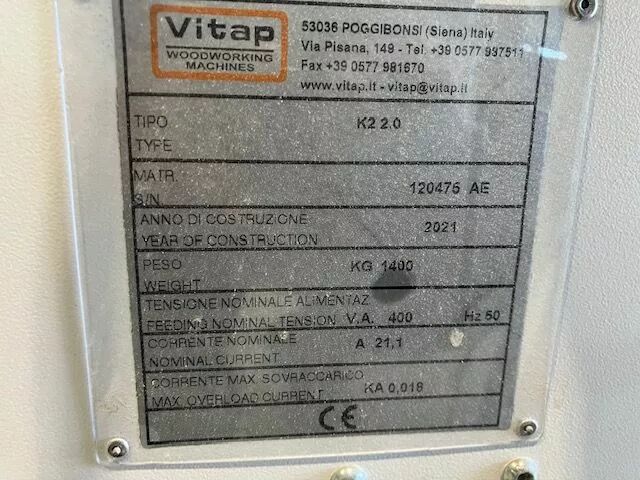 Vitap
WOODWORKING
MACHINES
53036 POGGIBONSI (Siena) Italy
Via Pisana, 149 - Tel. +39 0577 987511
Fax +39 0577 981670
www.vitap.it - vitap@vitap.it
TIPO K2 2.0
TYPE
MATR. 120475 AE
S/N.
ANNO DI COSTRUZIONE 2021
YEAR OF CONSTRUCTION
PESO KG 1400
WEIGHT
TENSIONE NOMINALE ALIMENTAZ.
FEEDING NOMINAL TENSION V.A. 400 Hz 50
CORRENTE NOMINALE A 21,1
NOMINAL CURRENT
CORRENTE MAX. SOVRACCARICO KA 0,018
MAX. OVERLOAD CURRENT
CE